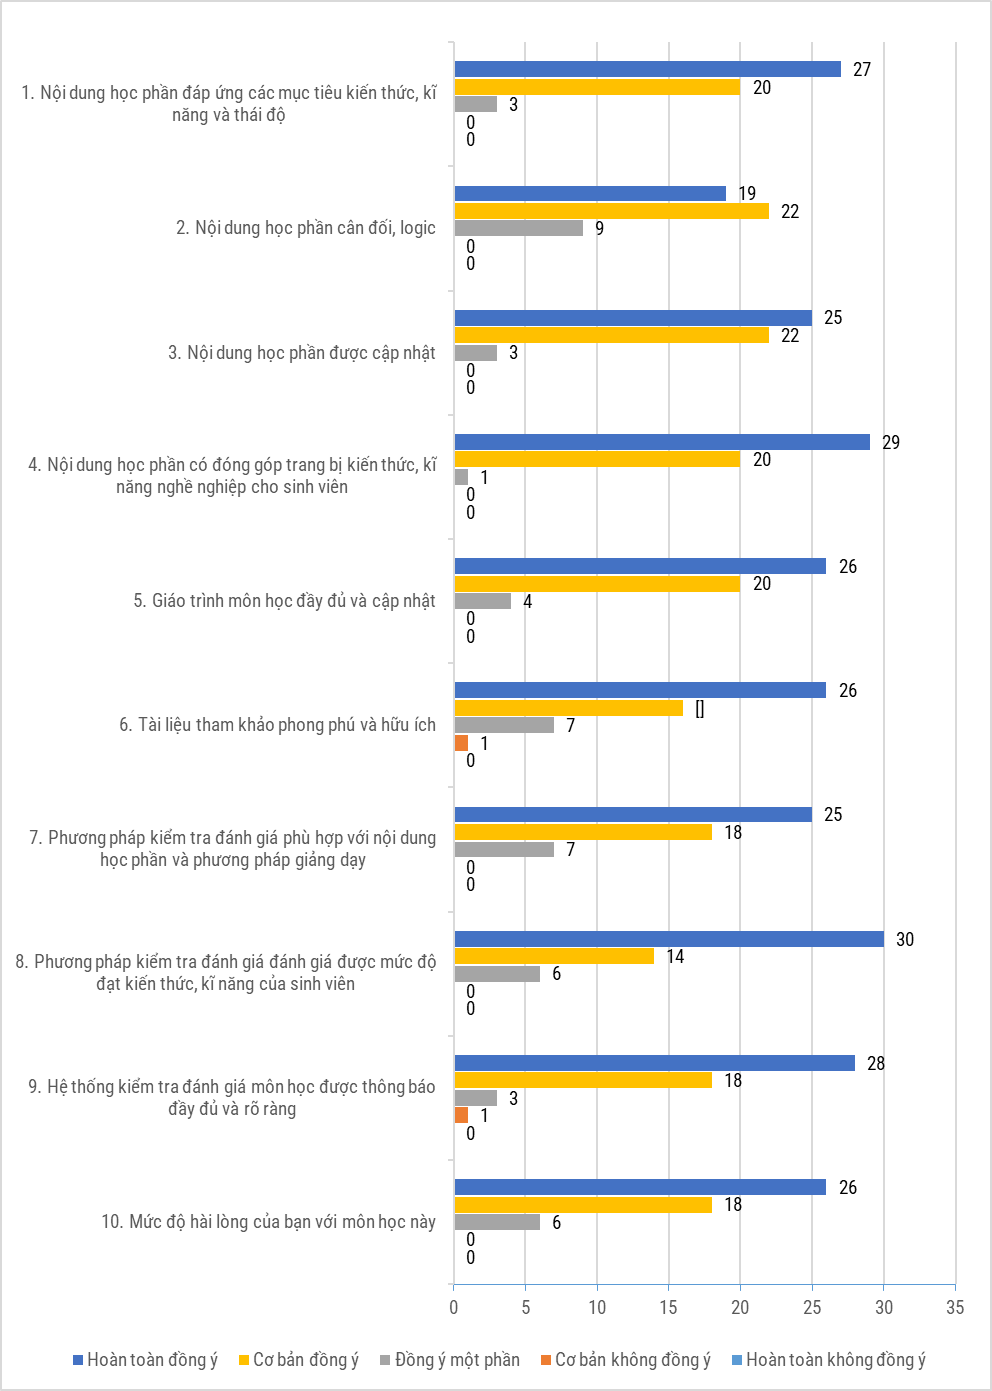 27
1. Nội dung học phần đáp ứng các mục tiêu kiến thức, kĩ
năng và thái độ
20
3
0
0
19
22
2. Nội dung học phần cân đối, logic
9
0
0
25
22
3. Nội dung học phần được cập nhật
3
0
0
29
4. Nội dung học phần có đóng góp trang bị kiến thức, kĩ
năng nghề nghiệp cho sinh viên
20
1
0
0
26
20
5. Giáo trình môn học đầy đủ và cập nhật
4
0
0
26
[]
6. Tài liệu tham khảo phong phú và hữu ích
7
1
0
25
7. Phương pháp kiểm tra đánh giá phù hợp với nội dung
học phần và phương pháp giảng dạy
18
7
0
0
30
8. Phương pháp kiểm tra đánh giá đánh giá được mức độ
đạt kiến thức, kĩ năng của sinh viên
14
6
0
0
28
9. Hệ thống kiểm tra đánh giá môn học được thông báo
đầy đủ và rõ ràng
18
3
1
0
26
18
10. Mức độ hài lòng của bạn với môn học này
6
0
0
0 5 10 15 20 25 30 35
Hoàn toàn đồng ý Cơ bản đồng ý Đồng ý một phần Cơ bản không đồng ý Hoàn toàn không đồng ý